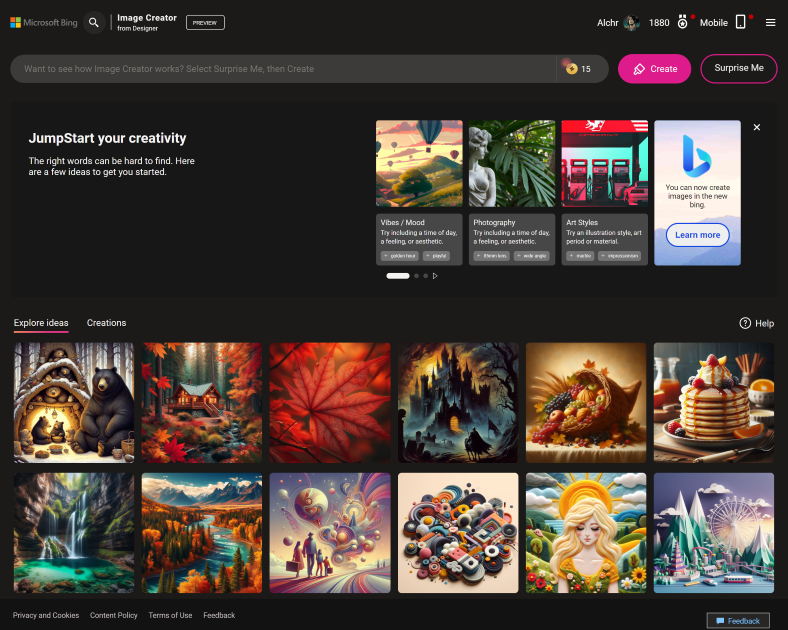 Microsoft Bing
Image Creator
from Designer
PREVIEW
Alchr
1880
Mobile
Want to see how Image Creator works? Select Surprise Me, then Create
15
Create
Surprise Me
JumpStart your creativity
The right words can be hard to find. Here
are a few ideas to get you started.
Vibes / Mood
Try including a time of day,
a feeling, or aesthetic.
+ golden hour
+ playful
Photography
Try including a time of day,
a feeling, or aesthetic.
+ 85mm lens
+ wide angle
Art Styles
Try an illustration style, art
period or material.
+ marble
+ impressionism
You can now create
images in the new
bing.
Learn more
Explore ideas
Creations
Help
Privacy and Cookies
Content Policy
Terms of Use
Feedback
Feedback